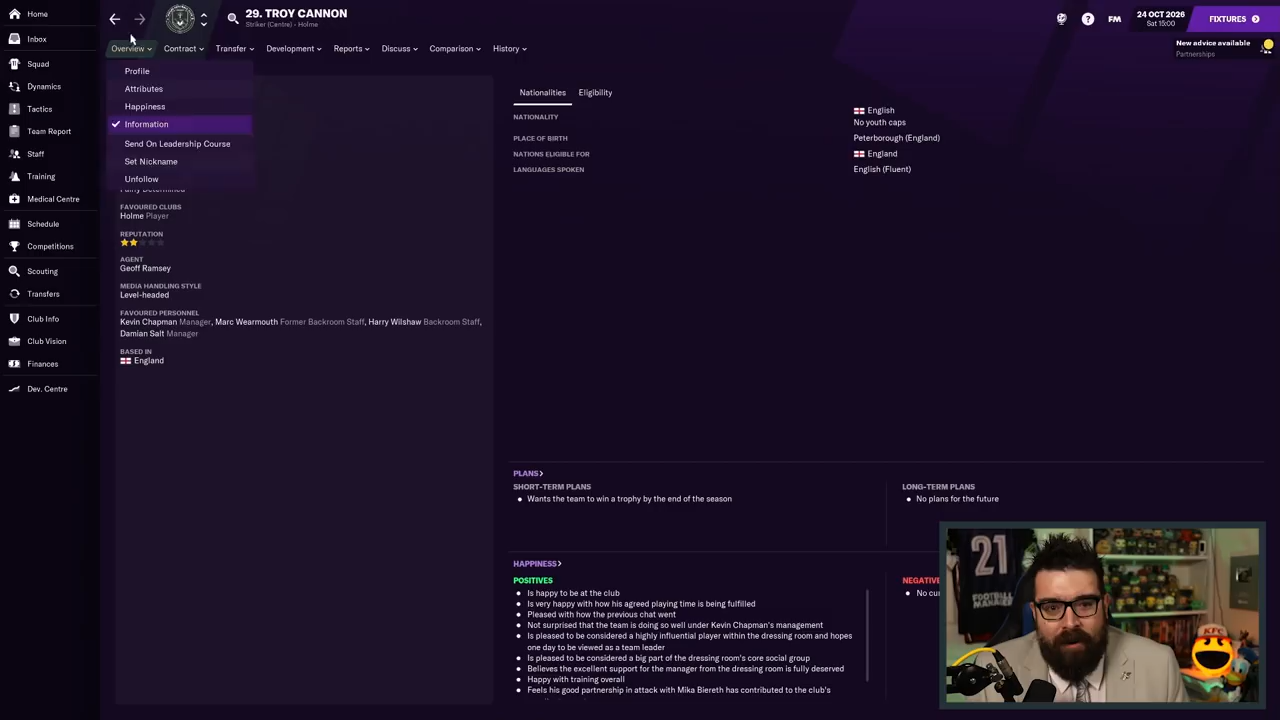 Home
Inbox
Squad
Dynamics
Tactics
Team Report
Staff
Training
Medical Centre
Schedule
Competitions
Scouting
Transfers
Club Info
Club Vision
Finances
Dev. Centre
29. TROY CANNON
Striker (Centre) - Holme
?
FM
24 OCT 2026
Sat 15:00
FIXTURES
New advice available
Partnerships
Overview
Contract
Transfer
Development
Reports
Discuss
Comparison
History
Profile
Attributes
Happiness
Information
Send On Leadership Course
Set Nickname
Unfollow
Fairly Determined
FAVOURED CLUBS
Holme Player
REPUTATION
AGENT
Geoff Ramsey
MEDIA HANDLING STYLE
Level-headed
FAVOURED PERSONNEL
Kevin Chapman Manager, Marc Wearmouth Former Backroom Staff, Harry Wilshaw Backroom Staff,
Damian Salt Manager
BASED IN
England
Nationalities Eligibility
NATIONALITY
English
No youth caps
PLACE OF BIRTH
Peterborough (England)
NATIONS ELIGIBLE FOR
England
LANGUAGES SPOKEN
English (Fluent)
PLANS
SHORT-TERM PLANS
Wants the team to win a trophy by the end of the season
LONG-TERM PLANS
No plans for the future
HAPPINESS
POSITIVES
Is happy to be at the club
Is very happy with how his agreed playing time is being fulfilled
Pleased with how the previous chat went
Not surprised that the team is doing so well under Kevin Chapman's management
Is pleased to be considered a highly influential player within the dressing room and hopes
one day to be viewed as a team leader
Is pleased to be considered a big part of the dressing room's core social group
Believes the excellent support for the manager from the dressing room is fully deserved
Happy with training overall
Feels his good partnership in attack with Mika Biereth has contributed to the club's
NEGATIVE
No cu
21
FOOTBALL
MANAGER
KFC